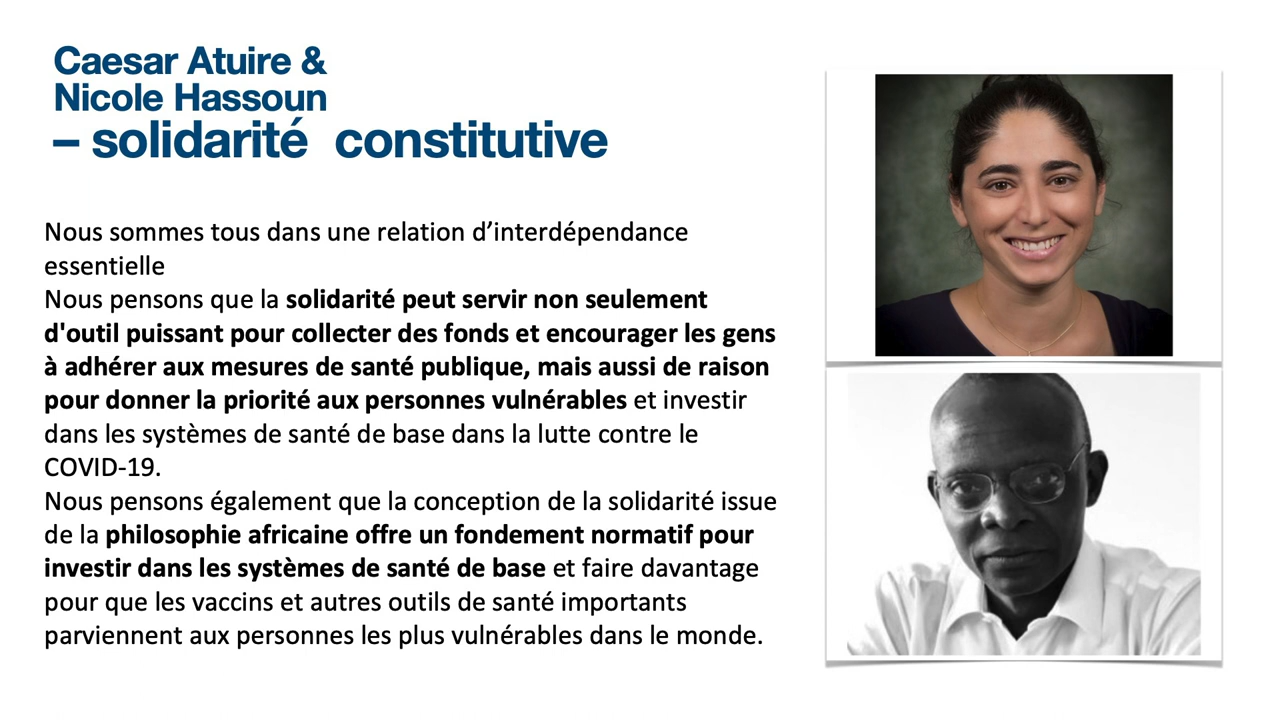 Caesar Atuire &
Nicole Hassoun
– solidarité constitutive
Nous sommes tous dans une relation d’interdépendance
essentielle
Nous pensons que la solidarité peut servir non seulement
d'outil puissant pour collecter des fonds et encourager les gens
à adhérer aux mesures de santé publique, mais aussi de raison
pour donner la priorité aux personnes vulnérables et investir
dans les systèmes de santé de base dans la lutte contre le
COVID-19.
Nous pensons également que la conception de la solidarité issue
de la philosophie africaine offre un fondement normatif pour
investir dans les systèmes de santé de base et faire davantage
pour que les vaccins et autres outils de santé importants
parviennent aux personnes les plus vulnérables dans le monde.